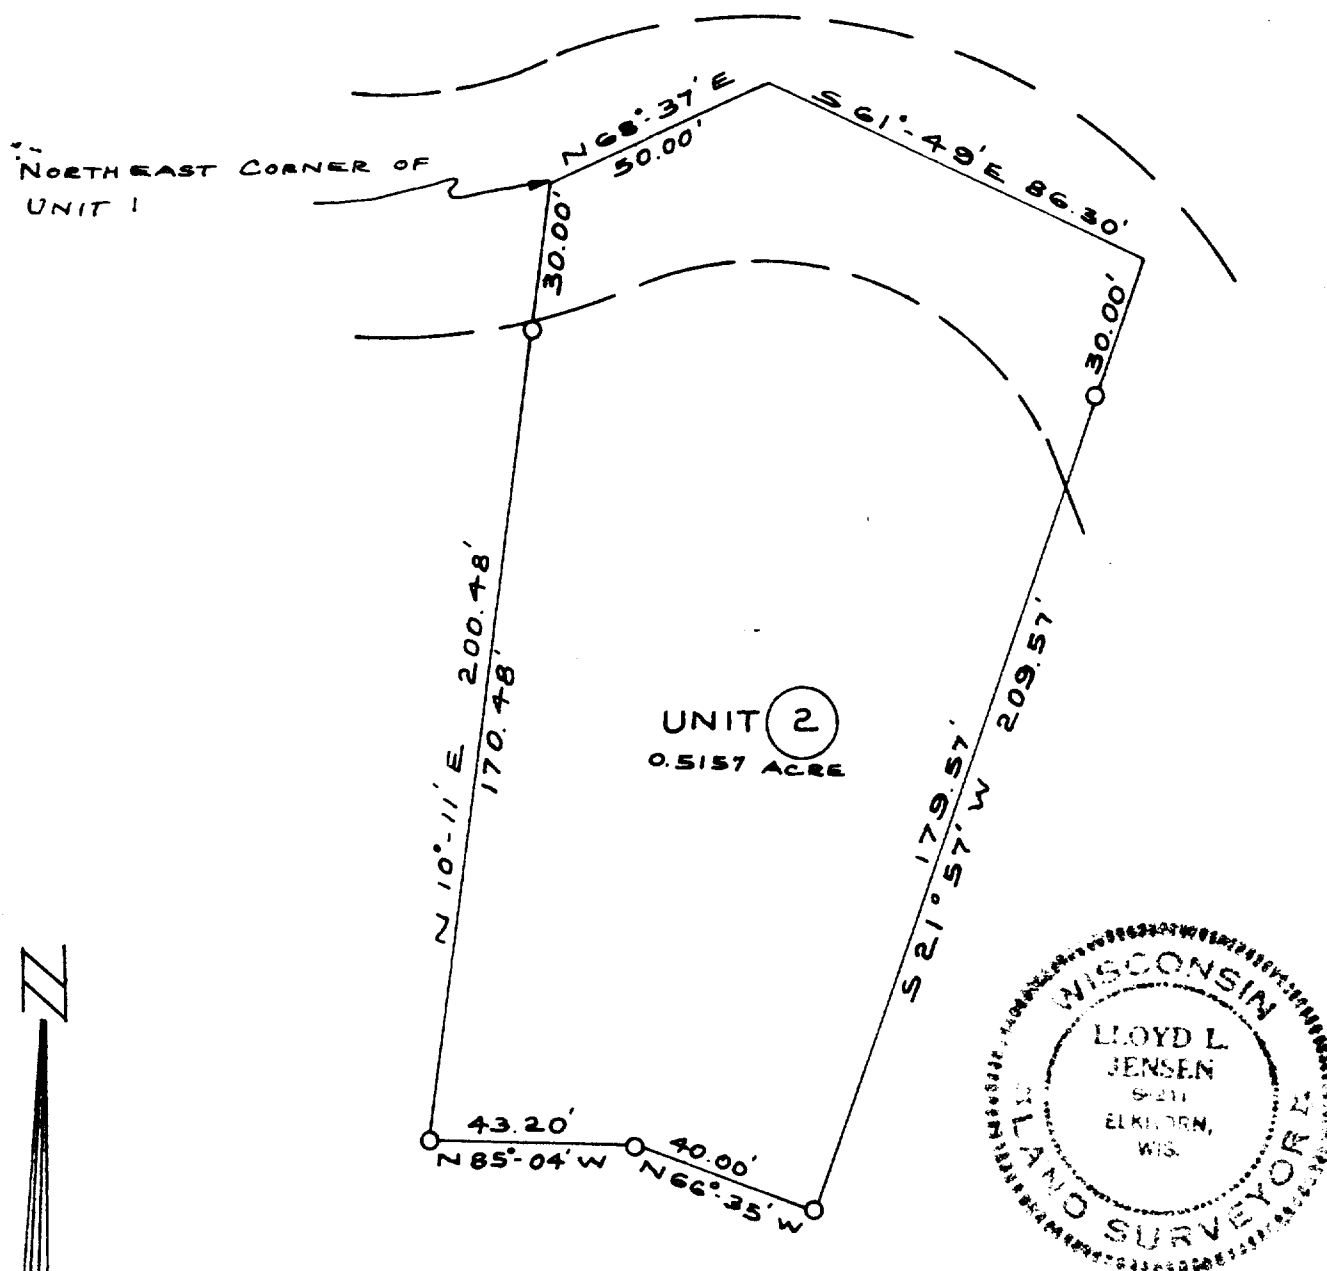 N 68°-37' E
50.00'
S 61°-49' E 86.30'
NORTHEAST CORNER OF
UNIT 1
30.00'
30.00'
N 10°-11' E 200.48'
170.48'
209.57'
179.57'
S 21° 57' W
UNIT 2
0.5157 ACRE
43.20'
N 85°-04' W
40.00'
N 66°-35' W
N
WISCONSIN
LLOYD L.
JENSEN
WIS.
LAND SURVEYOR